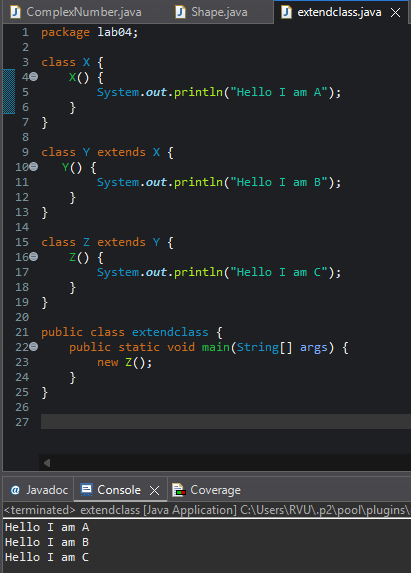 ComplexNumber.java Shape.java extendclass.java
1 package lab04;
2
3 class X {
4 X() {
5 System.out.println("Hello I am A");
6 }
7 }
8
9 class Y extends X {
10 Y() {
11 System.out.println("Hello I am B");
12 }
13 }
14
15 class Z extends Y {
16 Z() {
17 System.out.println("Hello I am C");
18 }
19 }
20
21 public class extendclass {
22 public static void main(String[] args) {
23 new Z();
24 }
25 }
26
27
@ Javadoc Console Coverage
<terminated> extendclass [Java Application] C:\Users\RVU\.p2\pool\plugins\
Hello I am A
Hello I am B
Hello I am C